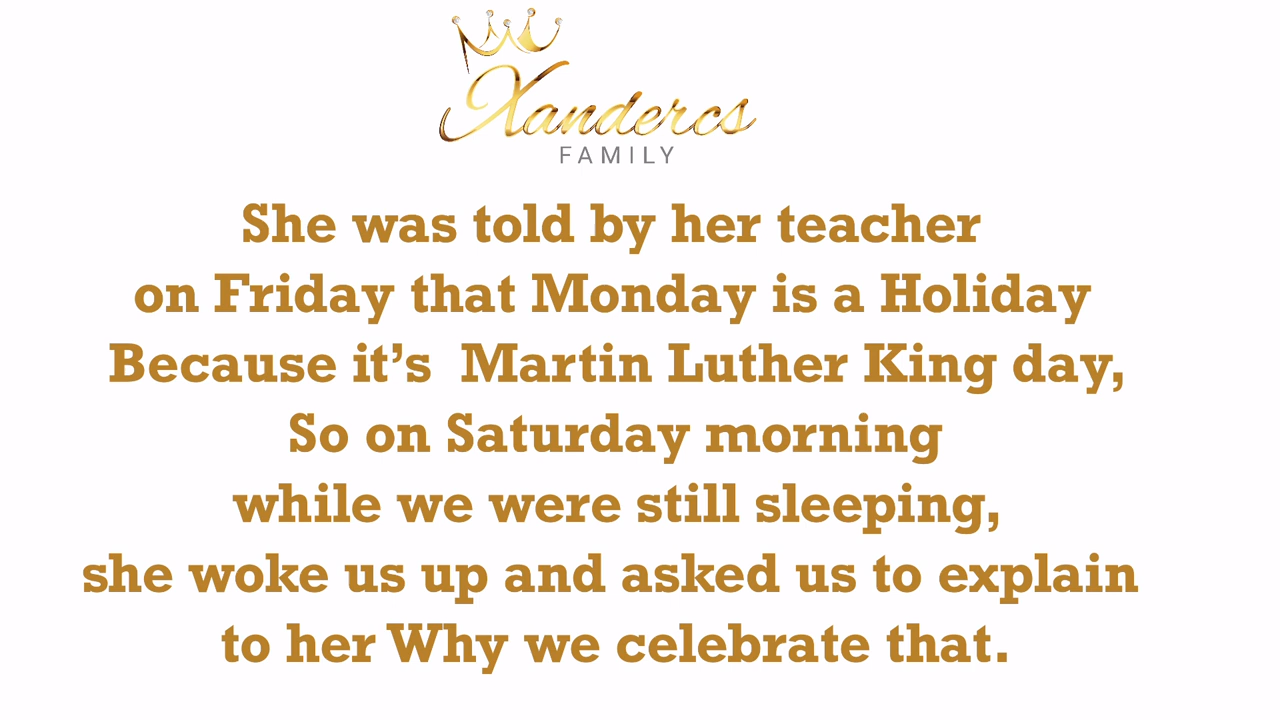 Xandercs
FAMILY
She was told by her teacher
on Friday that Monday is a Holiday
Because it’s  Martin Luther King day,
So on Saturday morning
while we were still sleeping,
she woke us up and asked us to explain
to her Why we celebrate that.